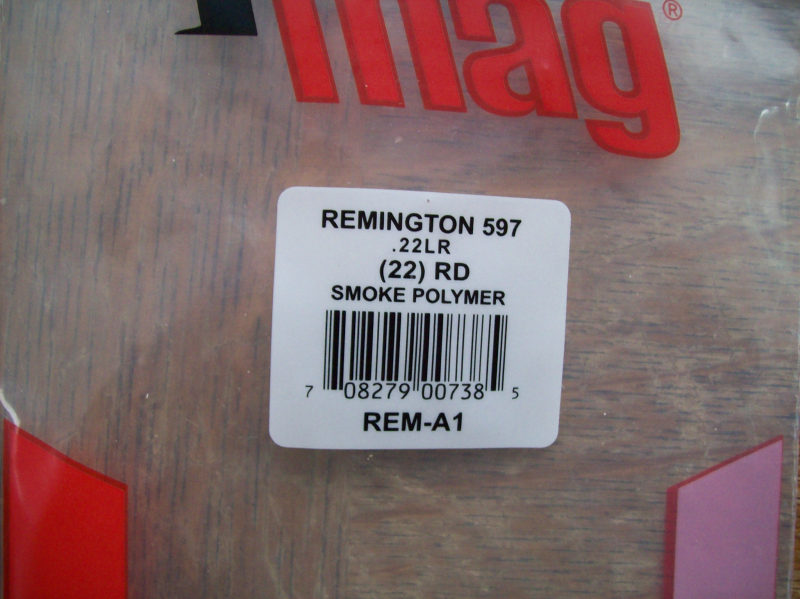 mag®
REMINGTON 597
.22LR
(22) RD
SMOKE POLYMER
7 08279 00738 5
REM-A1